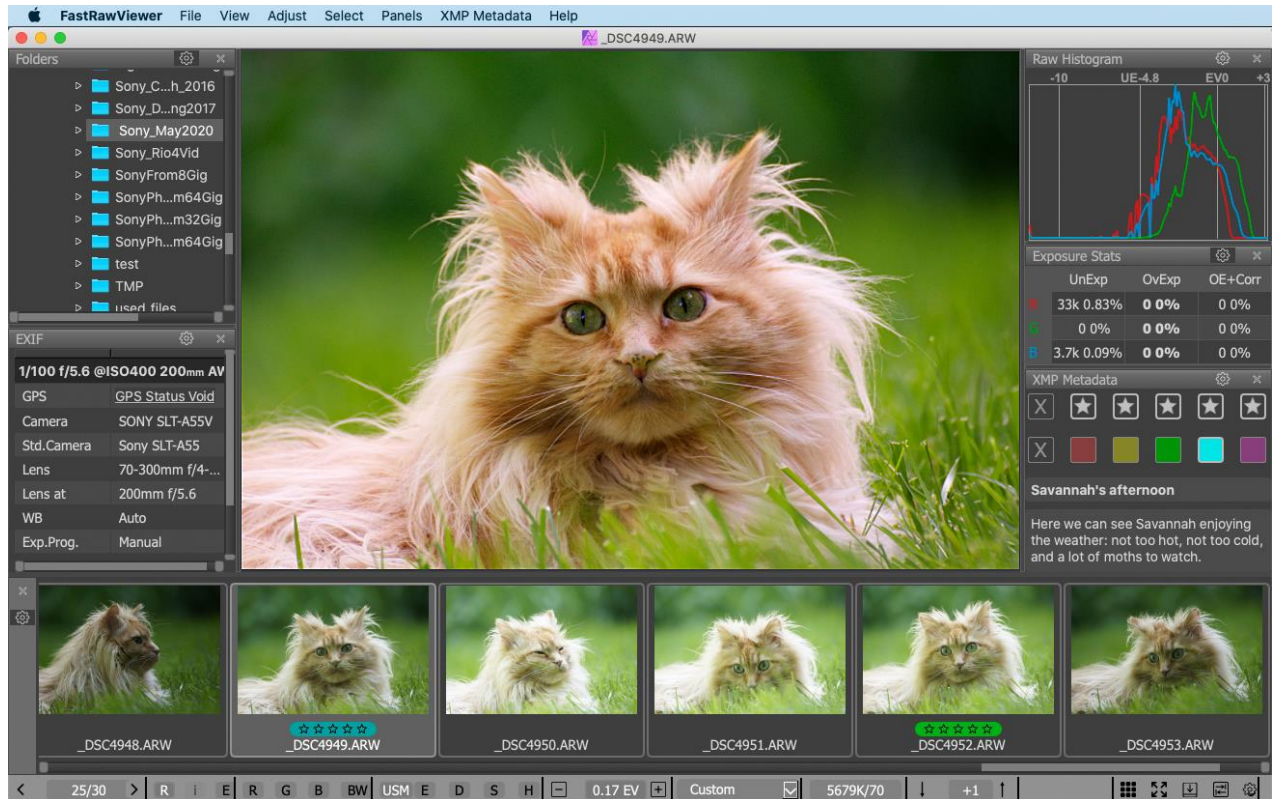 FastRawViewer File View Adjust Select Panels XMP Metadata Help
_DSC4949.ARW
Folders
Sony_C...h_2016
Sony_D...ng2017
Sony_May2020
Sony_Rio4Vid
SonyFrom8Gig
SonyPh...m64Gig
SonyPh...m32Gig
SonyPh...m64Gig
test
TMP
used_files
EXIF
1/100 f/5.6 @ISO400 200mm AW
GPS GPS Status Void
Camera SONY SLT-A55V
Std.Camera Sony SLT-A55
Lens 70-300mm f/4-...
Lens at 200mm f/5.6
WB Auto
Exp.Prog. Manual
Raw Histogram
-10 UE-4.8 EV0 +3
Exposure Stats
UnExp OvExp OE+Corr
R 33k 0.83% 0 0% 0 0%
G 0 0% 0 0% 0 0%
B 3.7k 0.09% 0 0% 0 0%
XMP Metadata
X
X
Savannah's afternoon
Here we can see Savannah enjoying
the weather: not too hot, not too cold,
and a lot of moths to watch.
_DSC4948.ARW _DSC4949.ARW _DSC4950.ARW _DSC4951.ARW _DSC4952.ARW _DSC4953.ARW
25/30 R I E R G B BW USM E D S H 0.17 EV Custom 5679K/70 +1